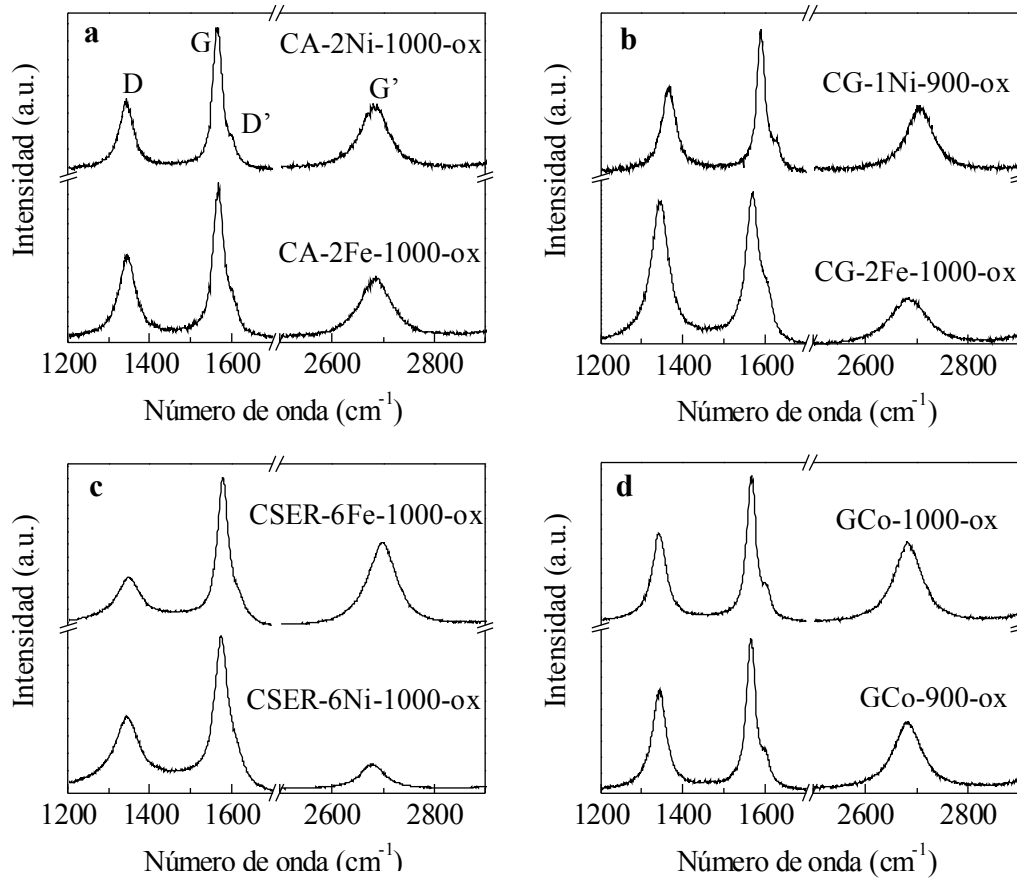 a
G
CA-2Ni-1000-ox
D
G'
D'
CA-2Fe-1000-ox
Intensidad (a.u.)
1200 1400 1600 2600 2800
Número de onda (cm-1)
b
CG-1Ni-900-ox
CG-2Fe-1000-ox
Intensidad (a.u.)
1200 1400 1600 2600 2800
Número de onda (cm-1)
c
CSER-6Fe-1000-ox
CSER-6Ni-1000-ox
Intensidad (a.u.)
1200 1400 1600 2600 2800
Número de onda (cm-1)
d
GCo-1000-ox
GCo-900-ox
Intensidad (a.u.)
1200 1400 1600 2600 2800
Número de onda (cm-1)